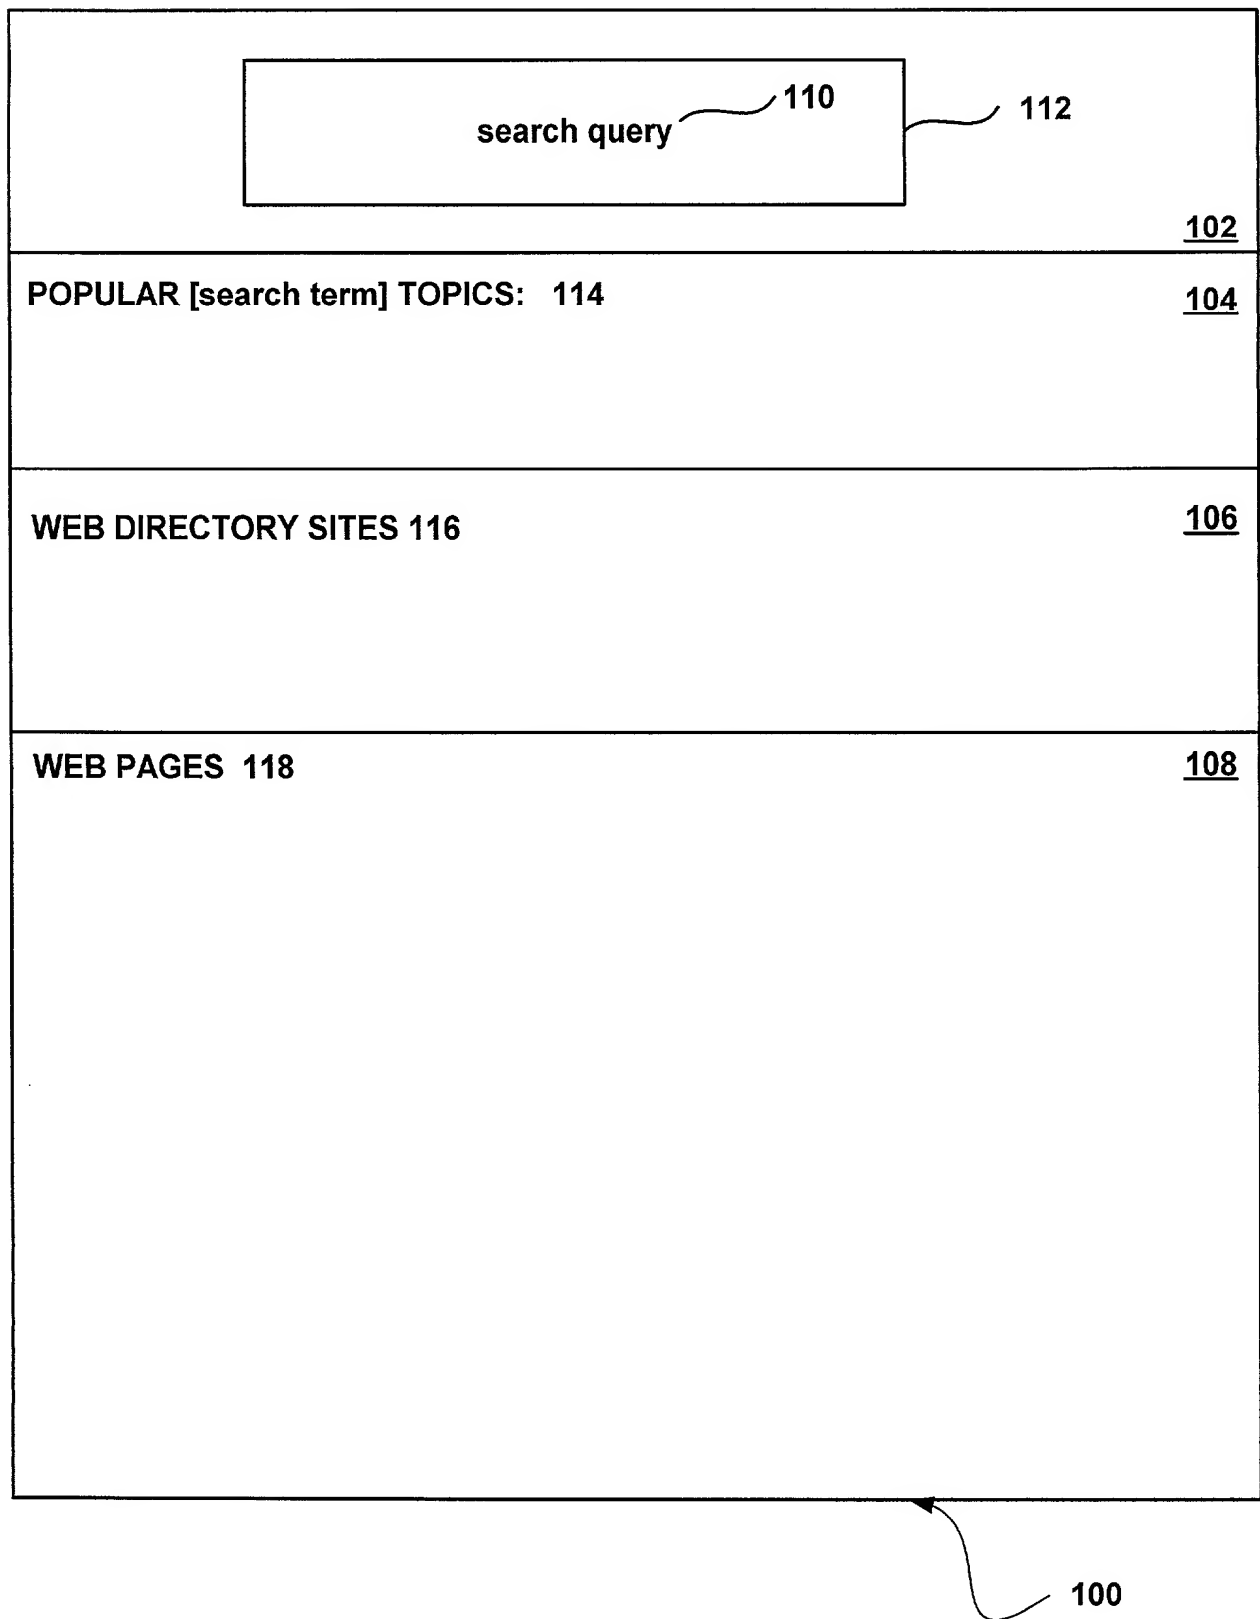 search query 110
112
102
POPULAR [search term] TOPICS: 114
104
WEB DIRECTORY SITES 116
106
WEB PAGES 118
108
100